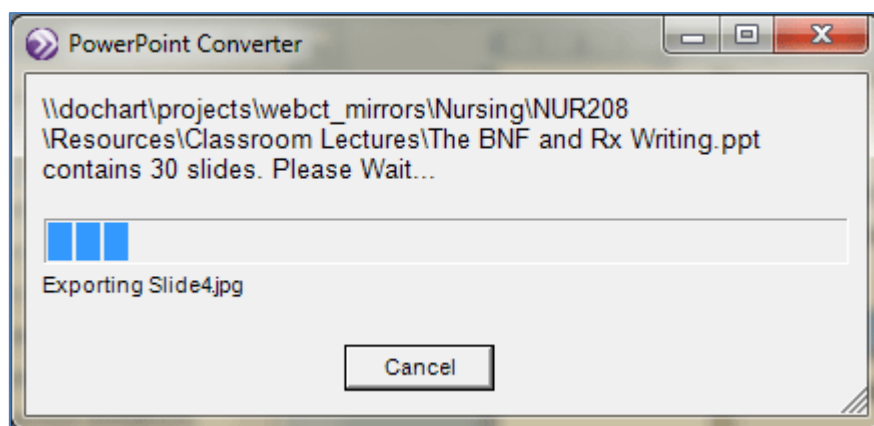 PowerPoint Converter
\\dochart\projects\webct_mirrors\Nursing\NUR208
\Resources\Classroom Lectures\The BNF and Rx Writing.ppt
contains 30 slides. Please Wait...
Exporting Slide4.jpg
Cancel